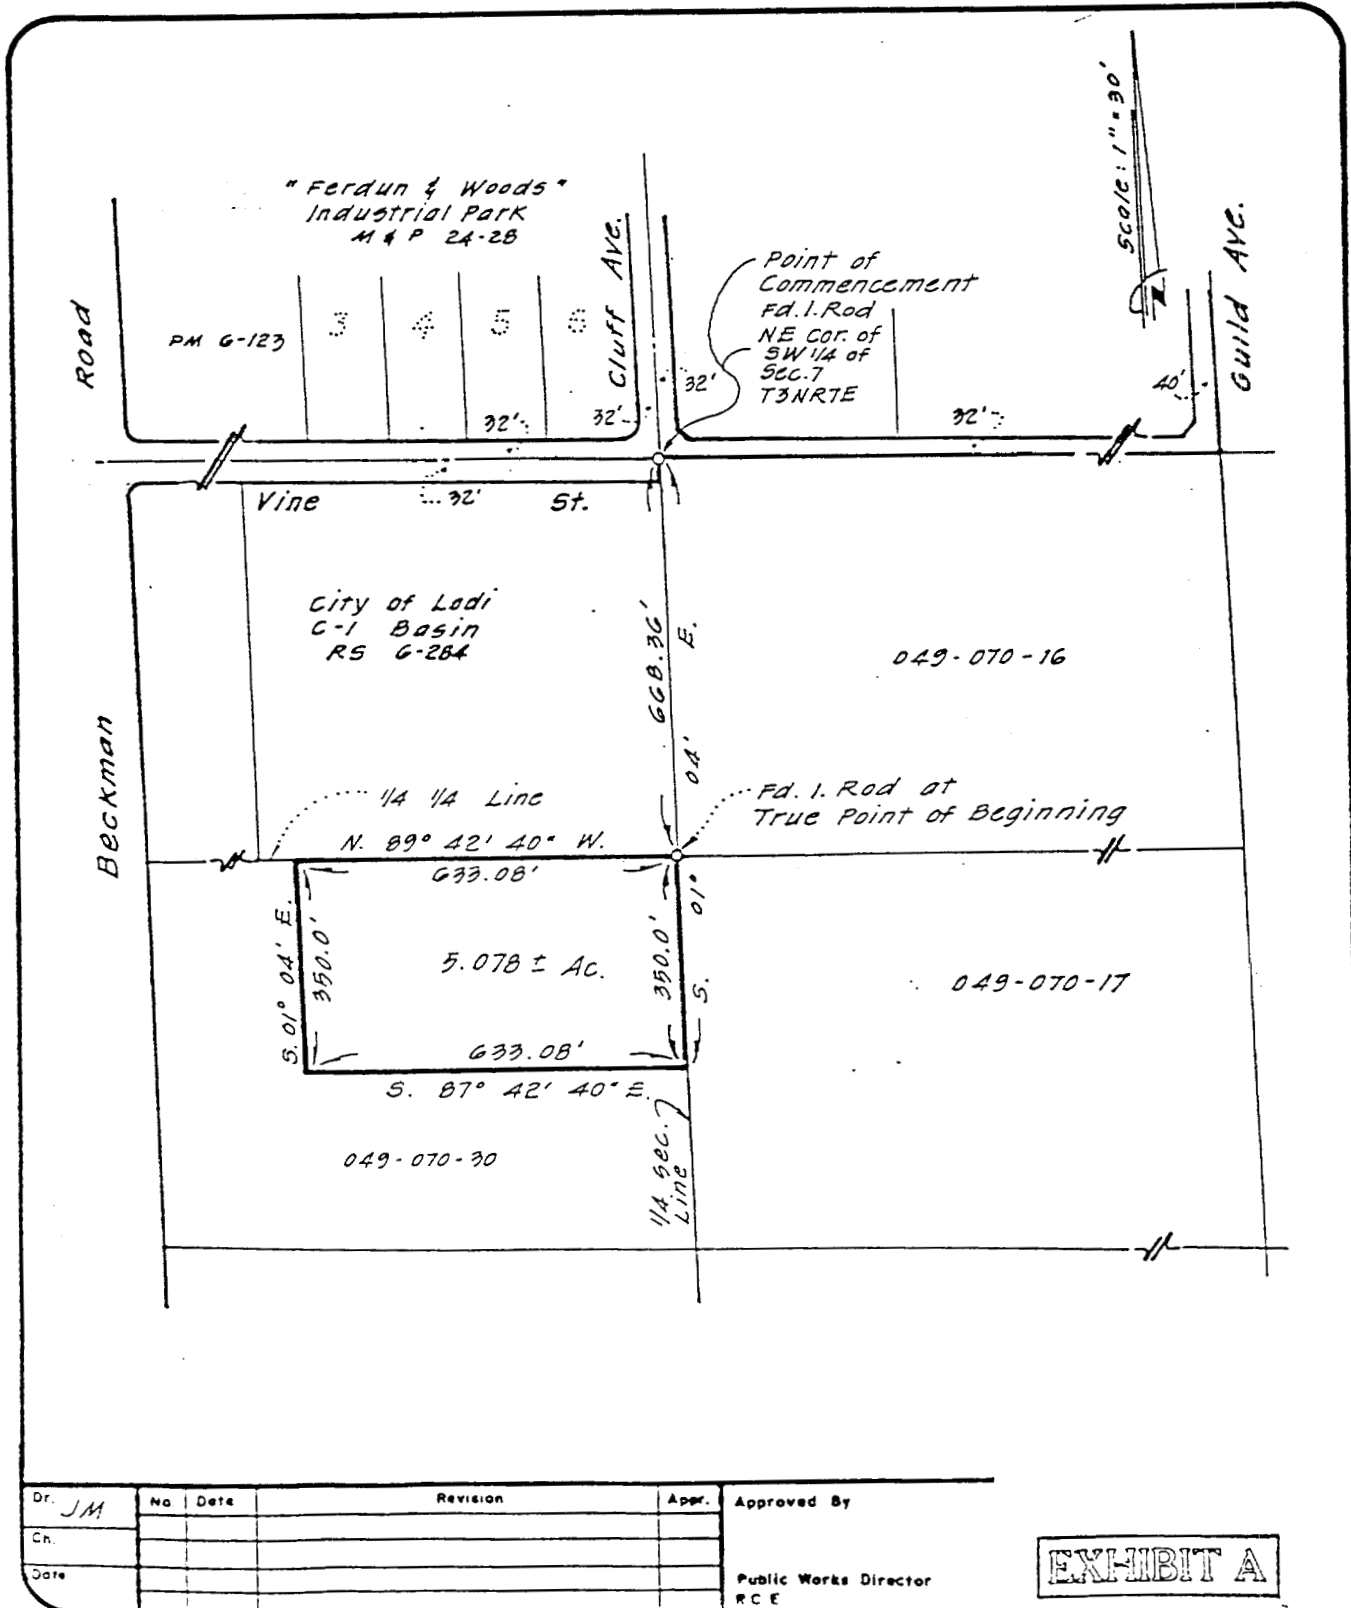 Scale: 1" = 30'
" Ferdun & Woods "
Industrial Park
M & P 24-28
Road
PM 6-123
3
4
5
6
Cluff Ave.
Point of
Commencement
Fd. I. Rod
NE Cor. of
SW 1/4 of
Sec. 7
T3NR7E
Guild Ave.
32'
32'
32'
32'
40'
Vine
32'
St.
City of Lodi
C-1 Basin
RS 6-284
668.36'
S. 01° 04' E.
049-070-16
Beckman
1/4 1/4 Line
Fd. I. Rod at
True Point of Beginning
N. 89° 42' 40" W.
633.08'
S. 01° 04' E.
350.0'
5.078 ± Ac.
350.0'
049-070-17
633.08'
S. 87° 42' 40" E.
1/4 Sec.
Line
049-070-30
Dr. JM
Ch.
Date
No Date Revision Appr.
Approved By
Public Works Director
RCE
EXHIBIT A